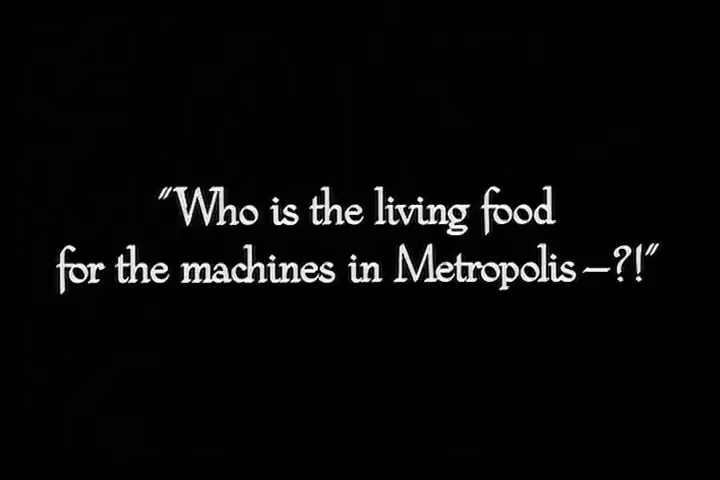 "Who is the living food
for the machines in Metropolis—?!"